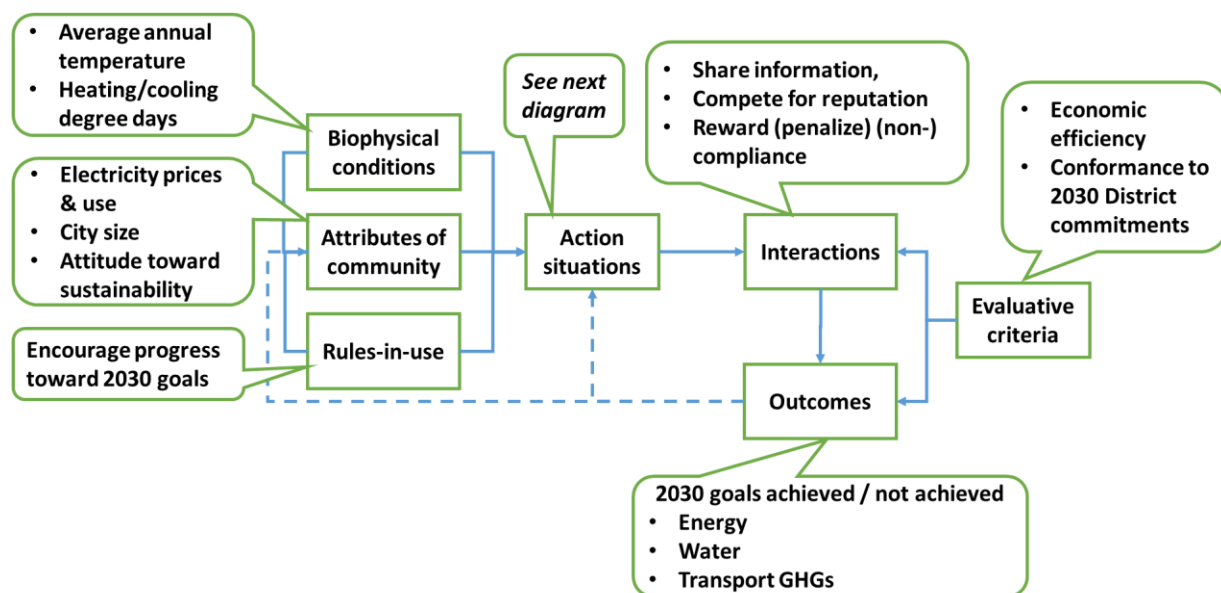 • Average annual
temperature
• Heating/cooling
degree days
Biophysical
conditions
• Electricity prices
& use
• City size
• Attitude toward
sustainability
Attributes of
community
Encourage progress
toward 2030 goals
Rules-in-use
See next
diagram
Action
situations
• Share information,
• Compete for reputation
• Reward (penalize) (non-)
compliance
Interactions
• Economic
efficiency
• Conformance to
2030 District
commitments
Evaluative
criteria
Outcomes
2030 goals achieved / not achieved
• Energy
• Water
• Transport GHGs